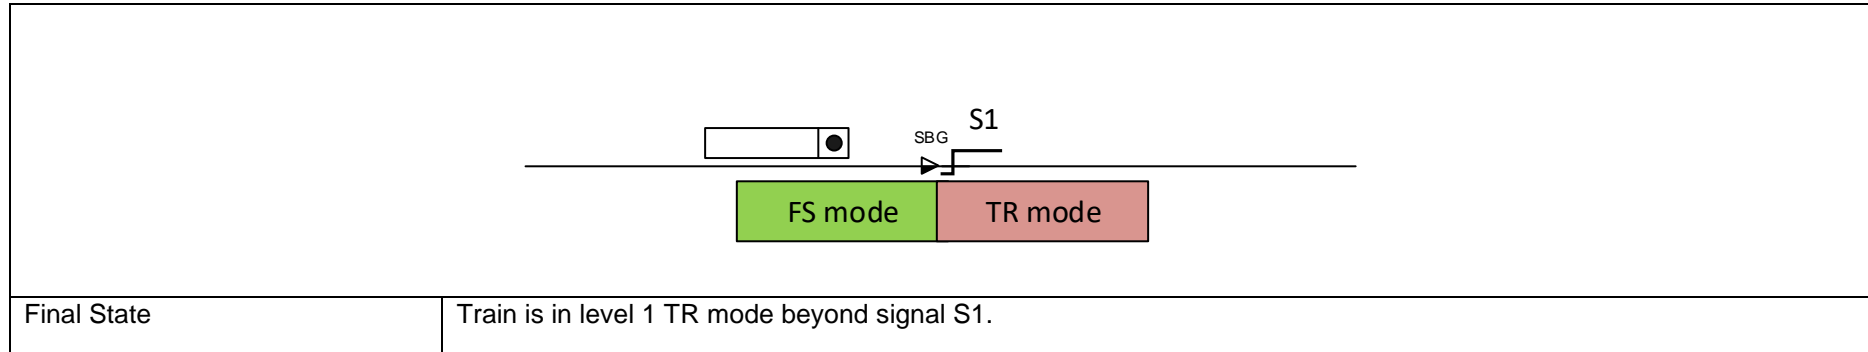 S1
SBG
FS mode TR mode
Final State Train is in level 1 TR mode beyond signal S1.